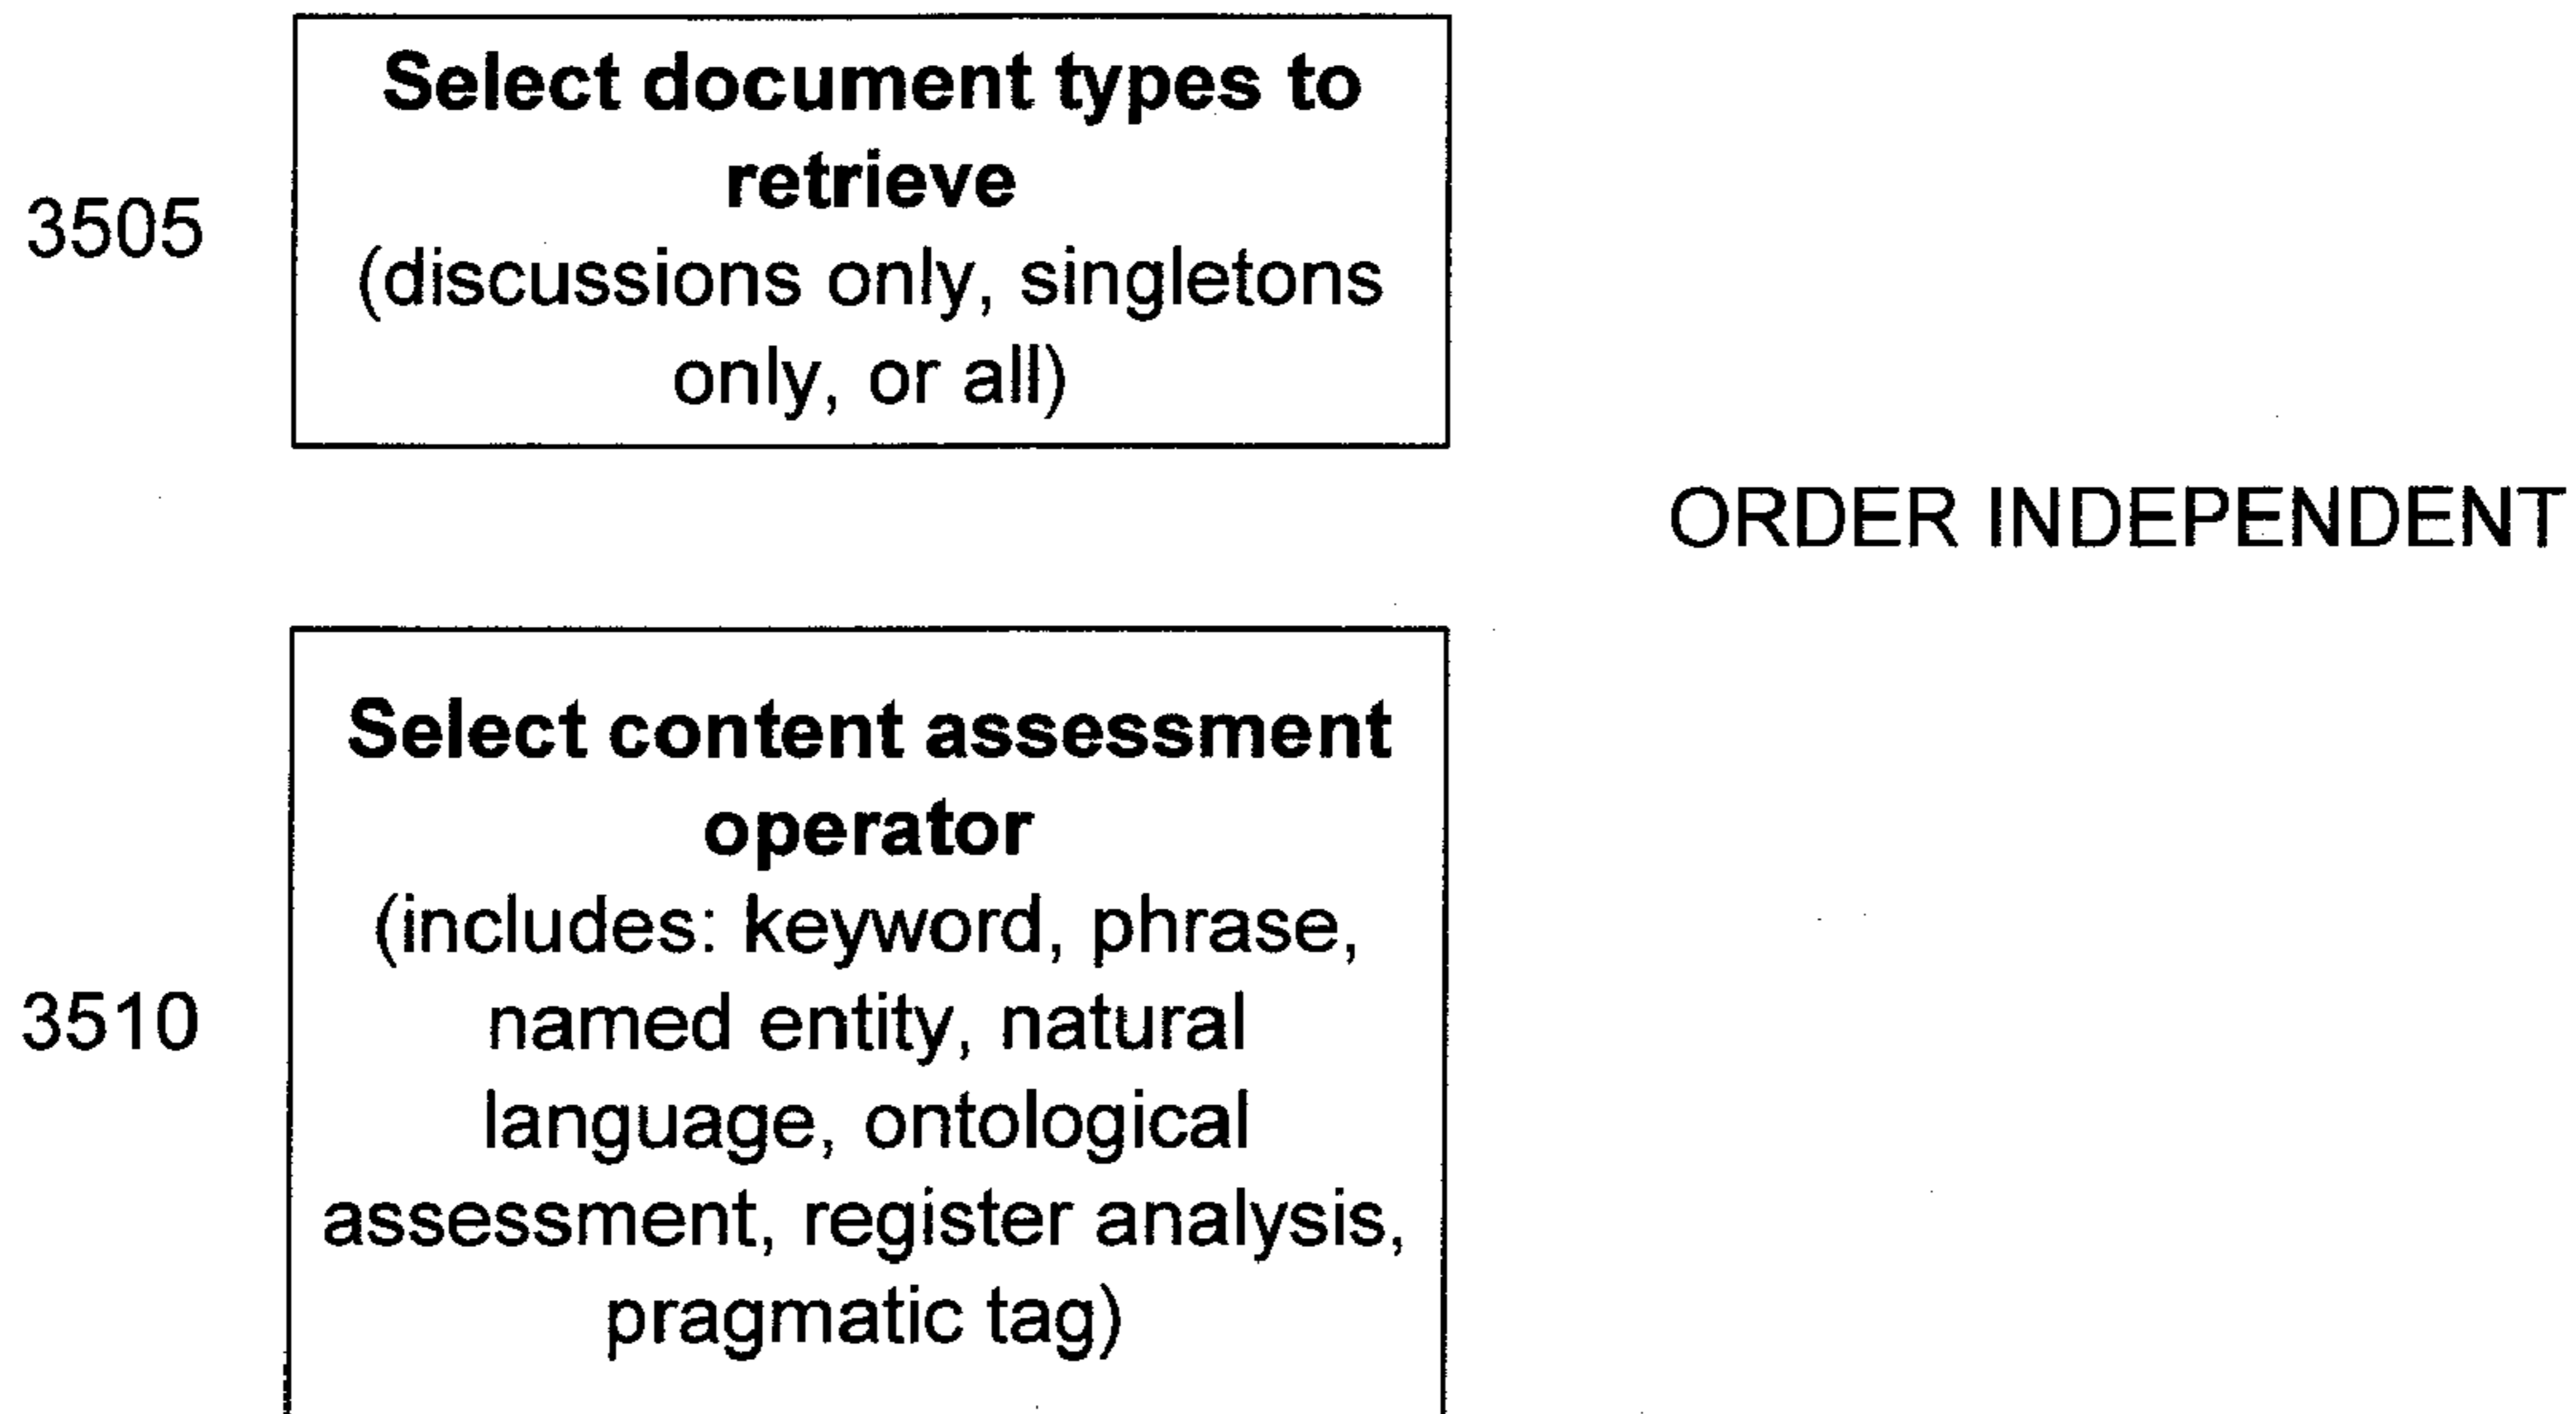 Select document types to
retrieve
3505
(discussions only, singletons
only, or all)
ORDER INDEPENDENT
Select content assessment
operator
(includes: keyword, phrase,
3510
named entity, natural
language, ontological
assessment, register analysis,
pragmatic tag)